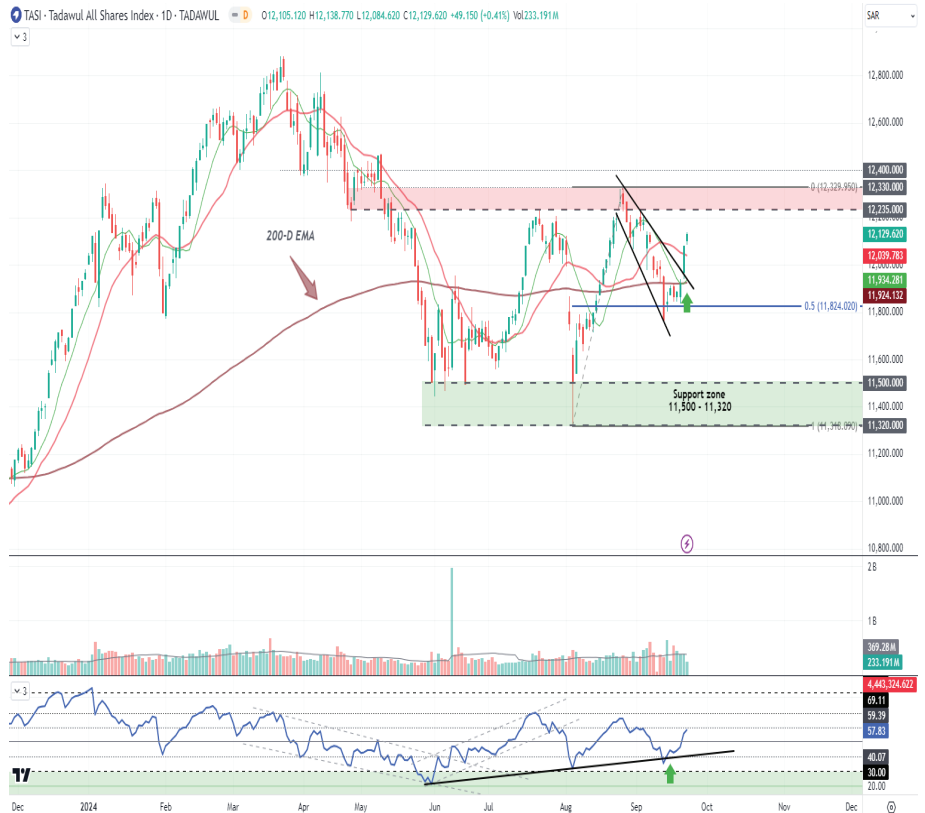 TASI · Tadawul All Shares Index · 1D · TADAWUL D O12,105.120 H12,138.770 L12,084.620 C12,129.620 +49.150 (+0.41%) Vol233.191M
SAR
3
12,800.000
12,600.000
12,400.000
0 (12,329.950)
12,330.000
12,235.000
200-D EMA
12,129.620
12,039.783
12,000.000
11,934.281
11,924.132
0.5 (11,824.020)
11,800.000
11,600.000
11,500.000
Support zone
11,500 - 11,320
11,400.000
11,320.000
11,200.000
11,000.000
10,800.000
2B
1B
369.28M
233.191M
3
4,443,324.622
69.11
59.39
57.83
40.07
30.00
20.00
Dec 2024 Feb Mar Apr May Jun Jul Aug Sep Oct Nov Dec